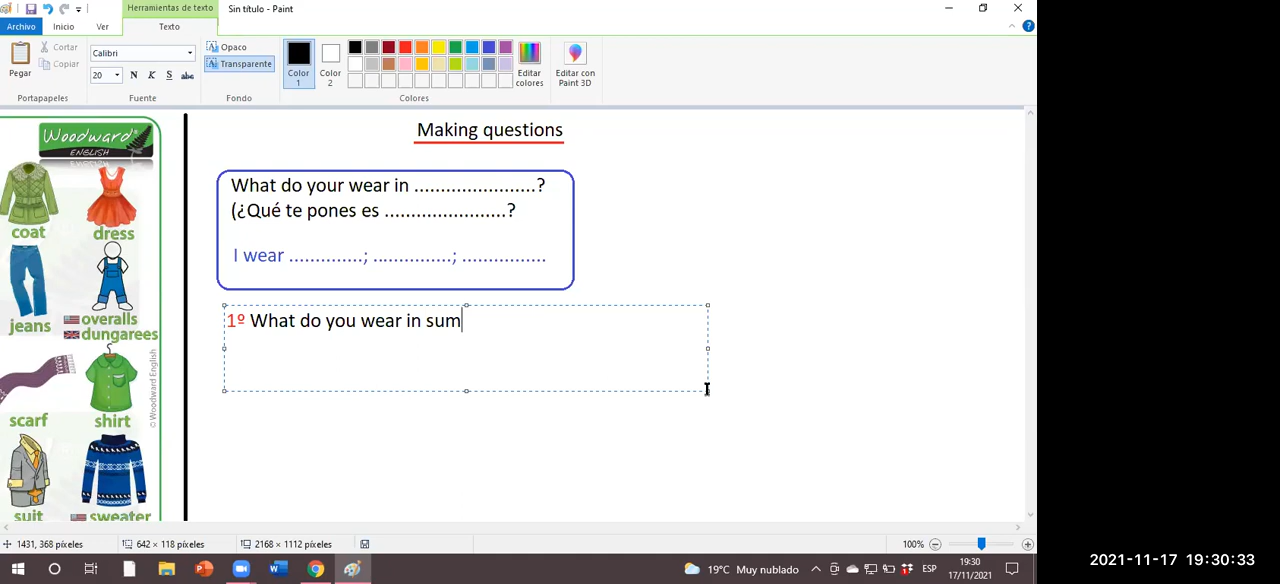 Herramientas de texto
Sin título - Paint
Archivo Inicio Ver Texto
Pegar
Cortar
Copiar
Portapapeles
Calibri
20 N K S abc
Fuente
Opaco
Transparente
Fondo
Color 1
Color 2
Editar colores
Editar con Paint 3D
Colores
Woodward®
ENGLISH
coat dress
jeans overalls
dungarees
scarf shirt
suit sweater
© Woodward English
Making questions
What do your wear in .......................?
(¿Qué te pones es .......................?
I wear ..............; ...............; ................
1º What do you wear in sum
1431, 368 píxeles 642 × 118 píxeles 2168 × 1112 píxeles 100%
19°C Muy nublado ESP 19:30
17/11/2021
2021-11-17 19:30:33